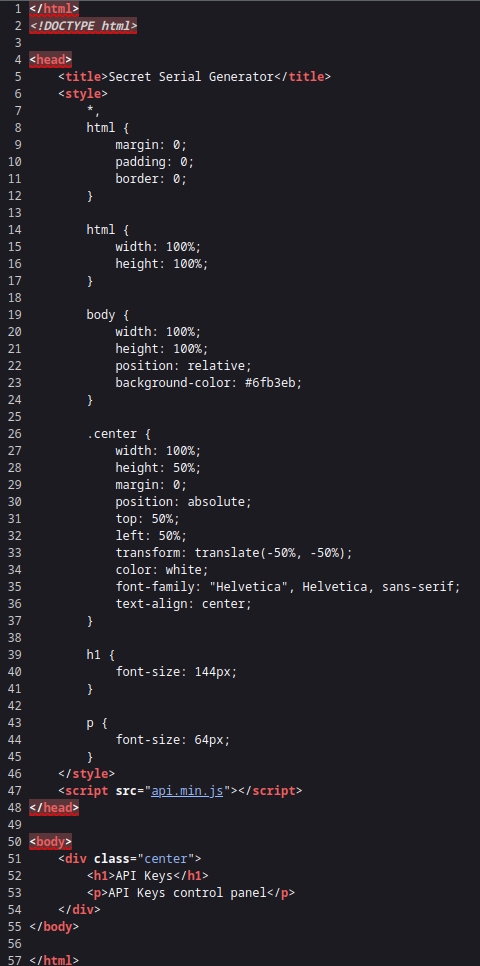 1 </html>
2 <!DOCTYPE html>
3
4 <head>
5     <title>Secret Serial Generator</title>
6     <style>
7         *,
8         html {
9             margin: 0;
10             padding: 0;
11             border: 0;
12         }
13
14         html {
15             width: 100%;
16             height: 100%;
17         }
18
19         body {
20             width: 100%;
21             height: 100%;
22             position: relative;
23             background-color: #6fb3eb;
24         }
25
26         .center {
27             width: 100%;
28             height: 50%;
29             margin: 0;
30             position: absolute;
31             top: 50%;
32             left: 50%;
33             transform: translate(-50%, -50%);
34             color: white;
35             font-family: "Helvetica", Helvetica, sans-serif;
36             text-align: center;
37         }
38
39         h1 {
40             font-size: 144px;
41         }
42
43         p {
44             font-size: 64px;
45         }
46     </style>
47     <script src="api.min.js"></script>
48 </head>
49
50 <body>
51     <div class="center">
52         <h1>API Keys</h1>
53         <p>API Keys control panel</p>
54     </div>
55 </body>
56
57 </html>